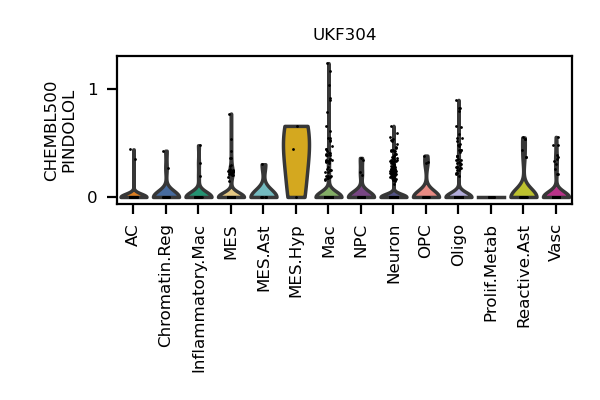 UKF304
CHEMBL500
PINDOLOL
1
0
AC
Chromatin.Reg
Inflammatory.Mac
MES
MES.Ast
MES.Hyp
Mac
NPC
Neuron
OPC
Oligo
Prolif.Metab
Reactive.Ast
Vasc